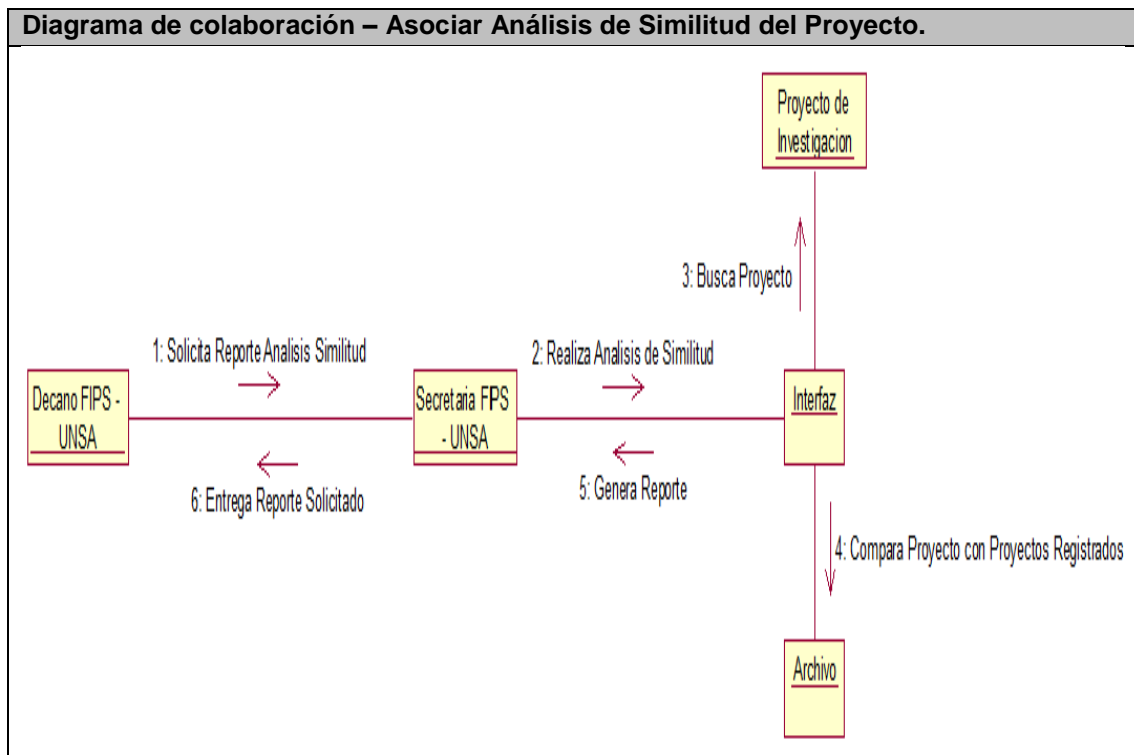 Diagrama de colaboración – Asociar Análisis de Similitud del Proyecto.
Proyecto de
Investigacion
3: Busca Proyecto
1: Solicita Reporte Analisis Similitud
2: Realiza Analisis de Similitud
Decano FIPS -
UNSA
Secretaria FIPS
- UNSA
Interfaz
6: Entrega Reporte Solicitado
5: Genera Reporte
4: Compara Proyecto con Proyectos Registrados
Archivo